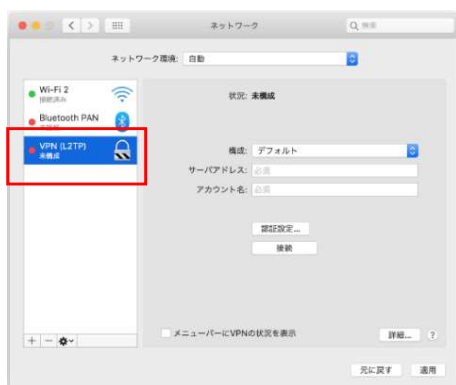 ネットワーク
検索
ネットワーク環境: 自動
Wi-Fi 2
接続済み
Bluetooth PAN
VPN (L2TP)
未構成
状況: 未構成
構成: デフォルト
サーバアドレス: 必須
アカウント名: 必須
認証設定...
接続
メニューバーにVPNの状況を表示
詳細... ?
元に戻す 適用